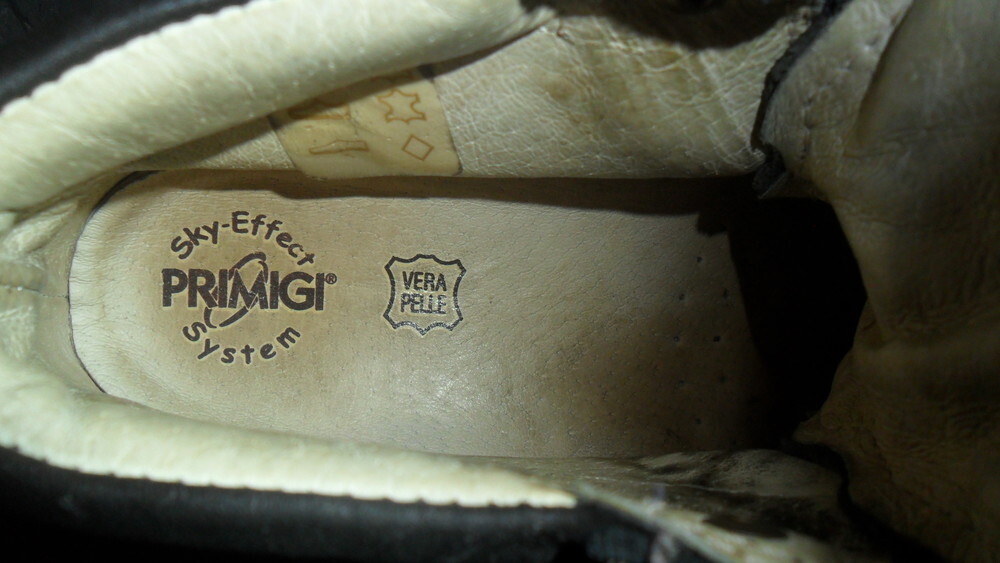 Sky-Effect
PRIMIGI®
System
VERA
PELLE